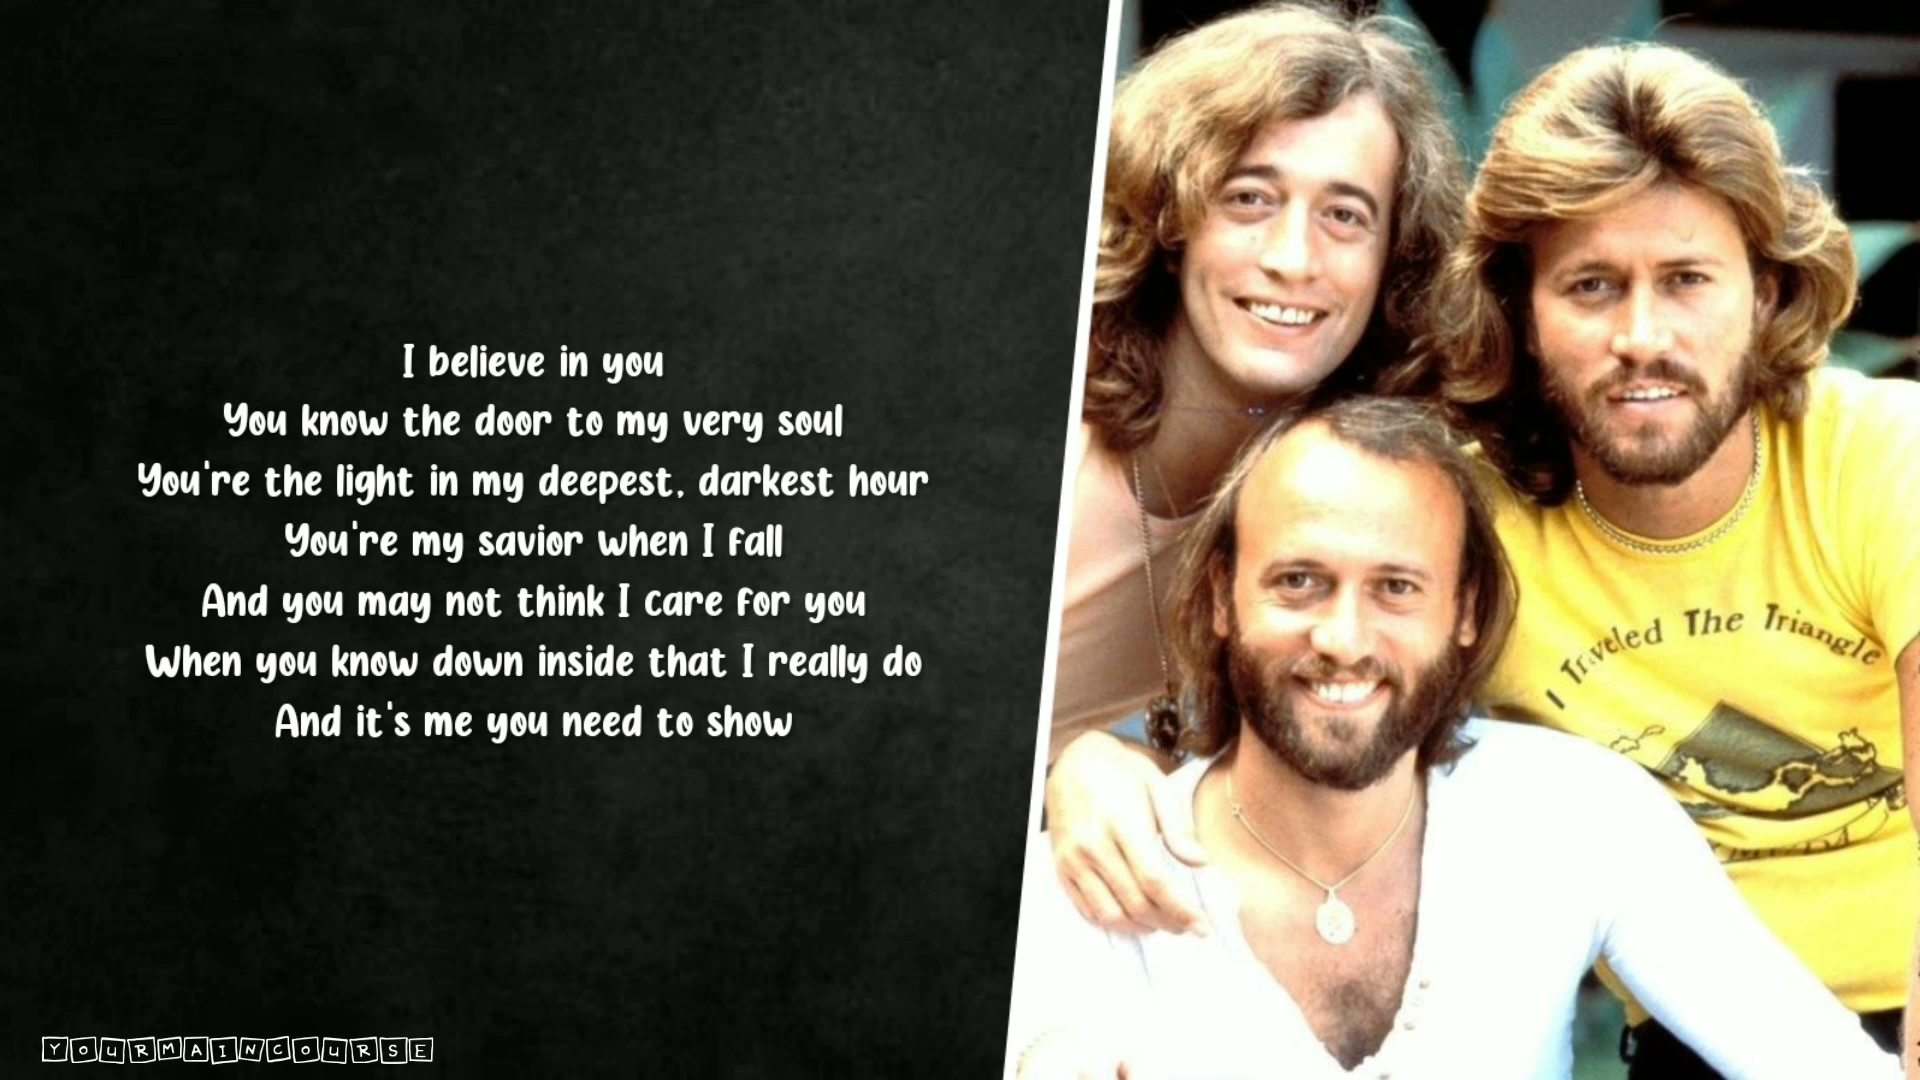 I believe in you
You know the door to my very soul
You're the light in my deepest, darkest hour
You're my savior when I fall
And you may not think I care for you
When you know down inside that I really do
And it's me you need to show
I Traveled The Triangle
YOURMAINCOURSE